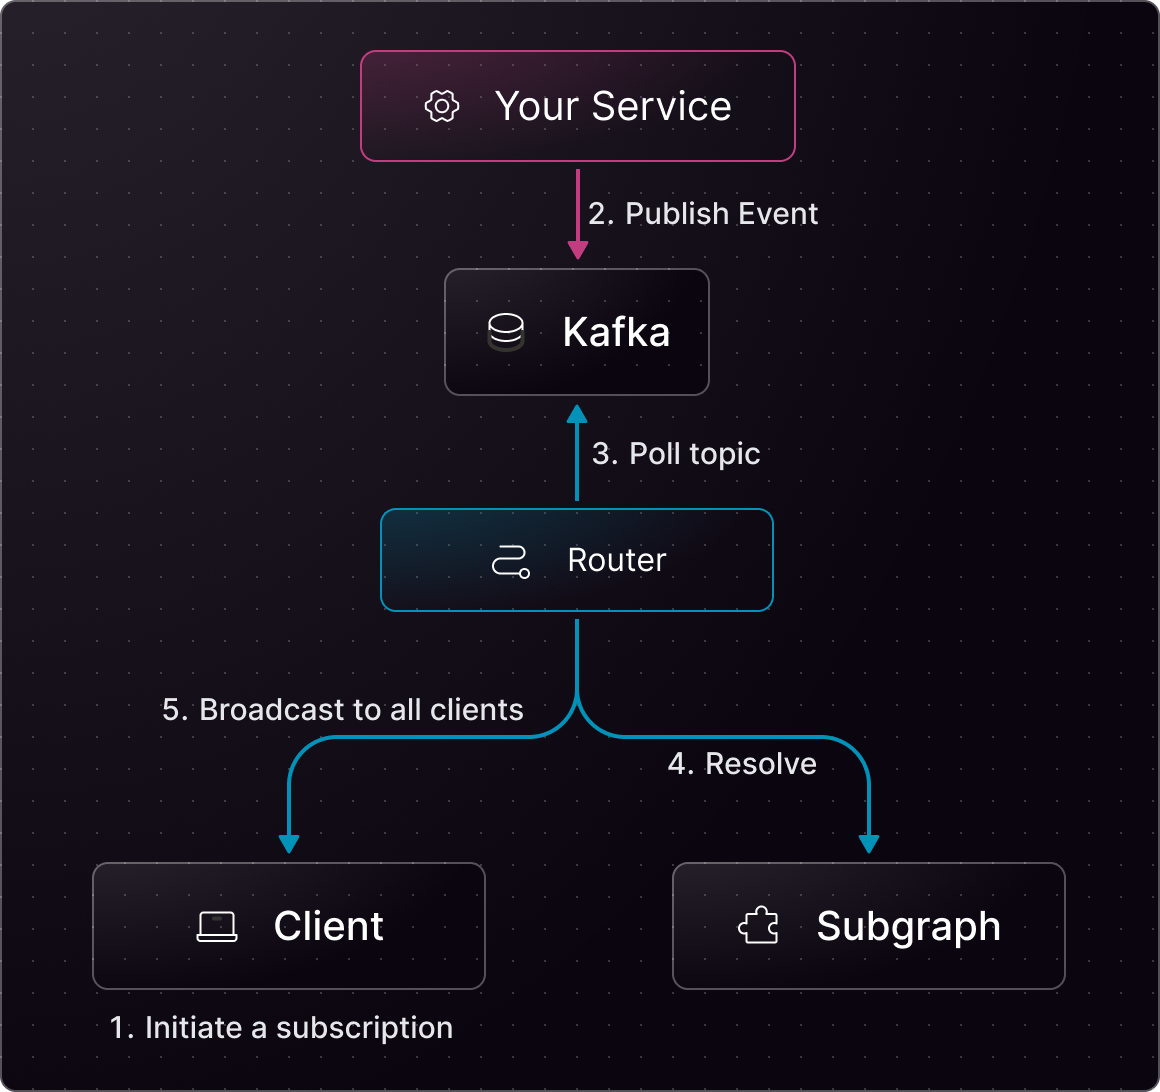 Your Service
2. Publish Event
Kafka
3. Poll topic
Router
5. Broadcast to all clients
4. Resolve
Client
Subgraph
1. Initiate a subscription